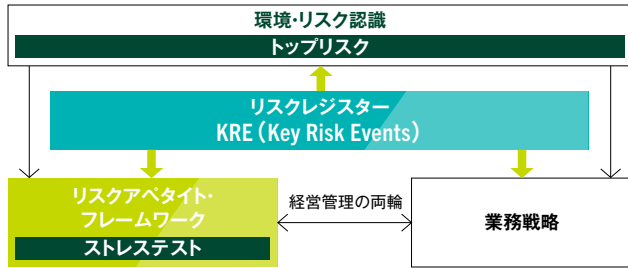 環境・リスク認識
トップリスク
リスクレジスター
KRE（Key Risk Events）
リスクアペタイト・
フレームワーク
ストレステスト
経営管理の両輪
業務戦略